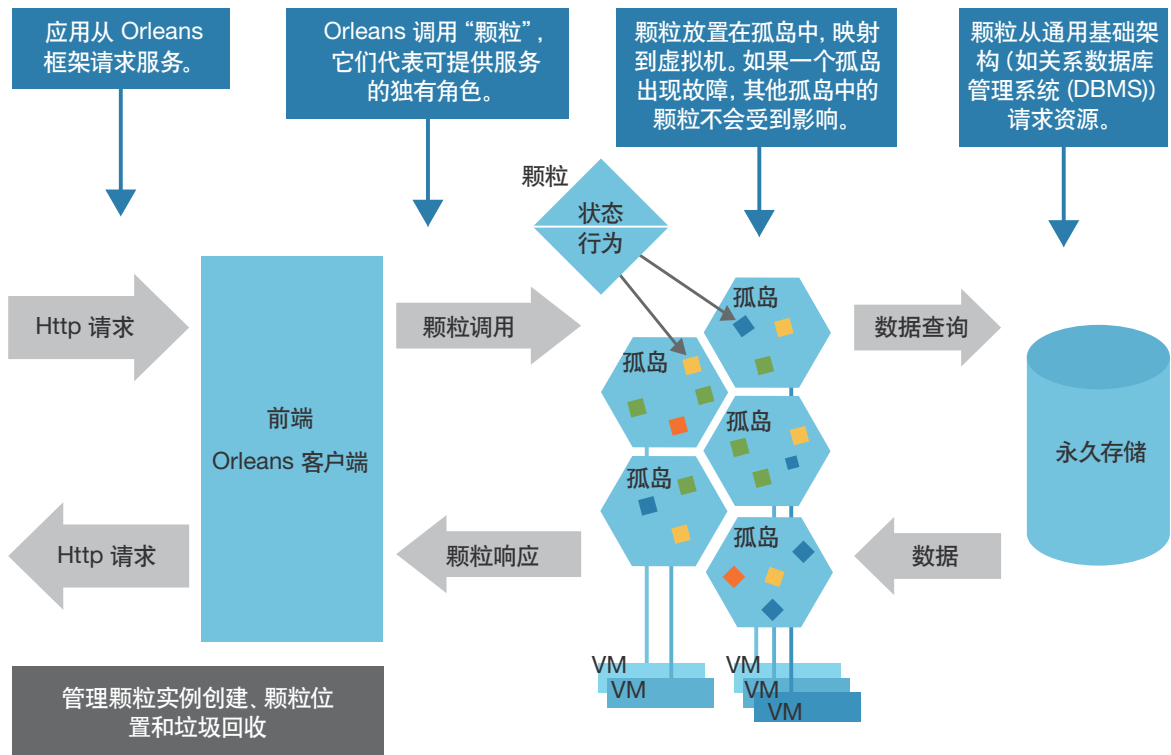 应用从 Orleans
框架请求服务。
Orleans 调用“颗粒”，
它们代表可提供服务
的独有角色。
颗粒放置在孤岛中，映射
到虚拟机。如果一个孤岛
出现故障，其他孤岛中的
颗粒不会受到影响。
颗粒从通用基础架
构（如关系数据库
管理系统 (DBMS)）
请求资源。
颗粒
状态
行为
Http 请求
颗粒调用
孤岛
数据查询
孤岛
前端
Orleans 客户端
孤岛
永久存储
孤岛
Http 请求
颗粒响应
孤岛
数据
VM
VM
VM
VM
VM
管理颗粒实例创建、颗粒位
置和垃圾回收